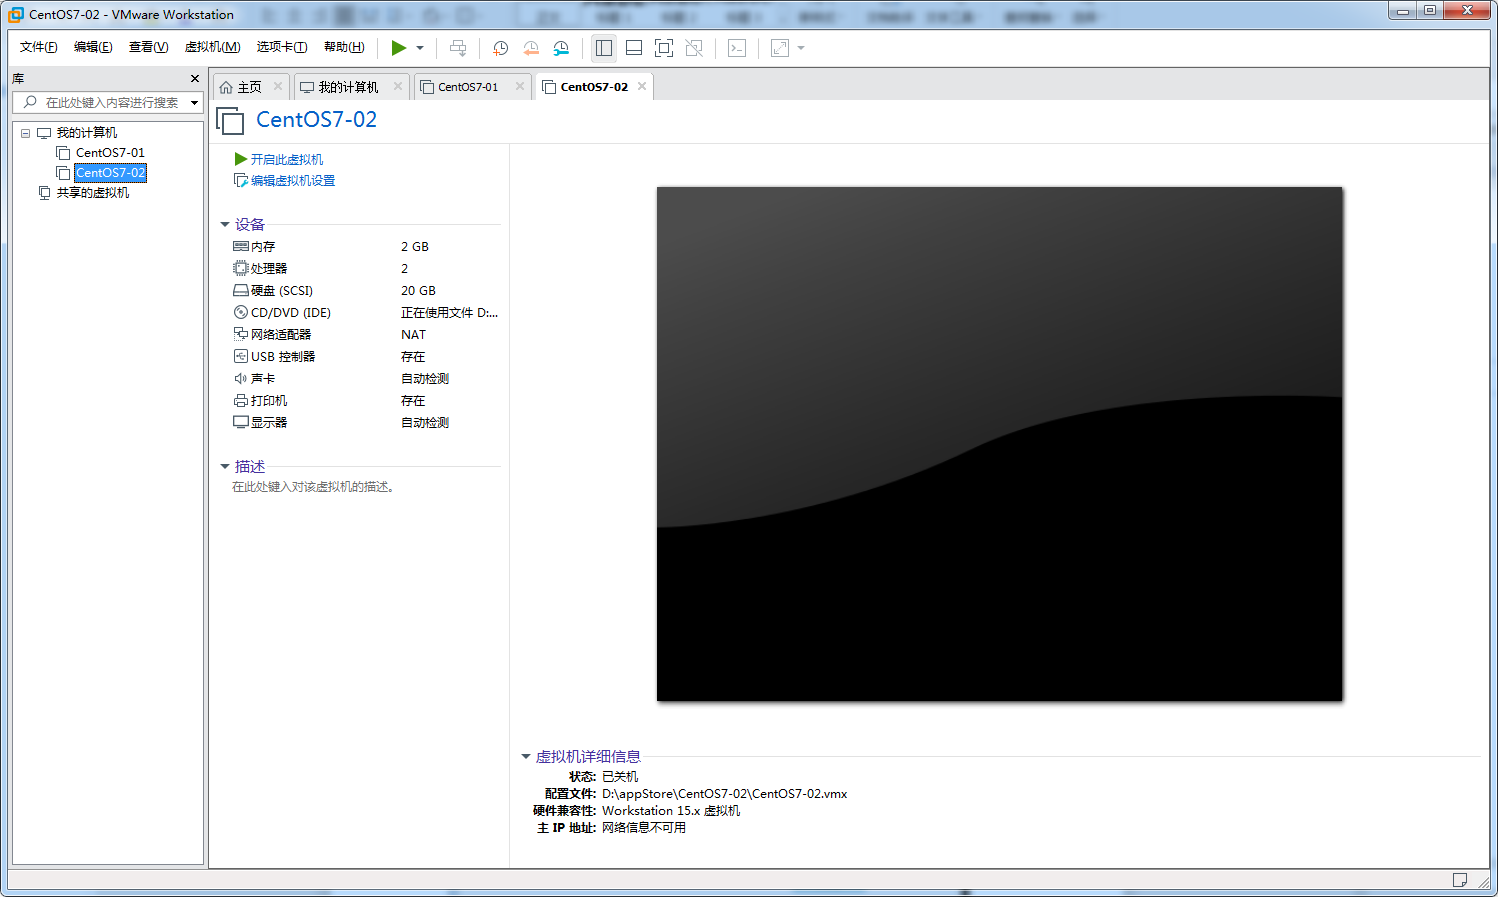 CentOS7-02 - VMware Workstation
文件(F) 编辑(E) 查看(V) 虚拟机(M) 选项卡(T) 帮助(H)
库
在此处键入内容进行搜索
我的计算机
CentOS7-01
CentOS7-02
共享的虚拟机
主页 我的计算机 CentOS7-01 CentOS7-02
CentOS7-02
开启此虚拟机
编辑虚拟机设置
设备
内存 2 GB
处理器 2
硬盘 (SCSI) 20 GB
CD/DVD (IDE) 正在使用文件 D:...
网络适配器 NAT
USB 控制器 存在
声卡 自动检测
打印机 存在
显示器 自动检测
描述
在此处键入对该虚拟机的描述。
虚拟机详细信息
状态: 已关机
配置文件: D:\appStore\CentOS7-02\CentOS7-02.vmx
硬件兼容性: Workstation 15.x 虚拟机
主 IP 地址: 网络信息不可用